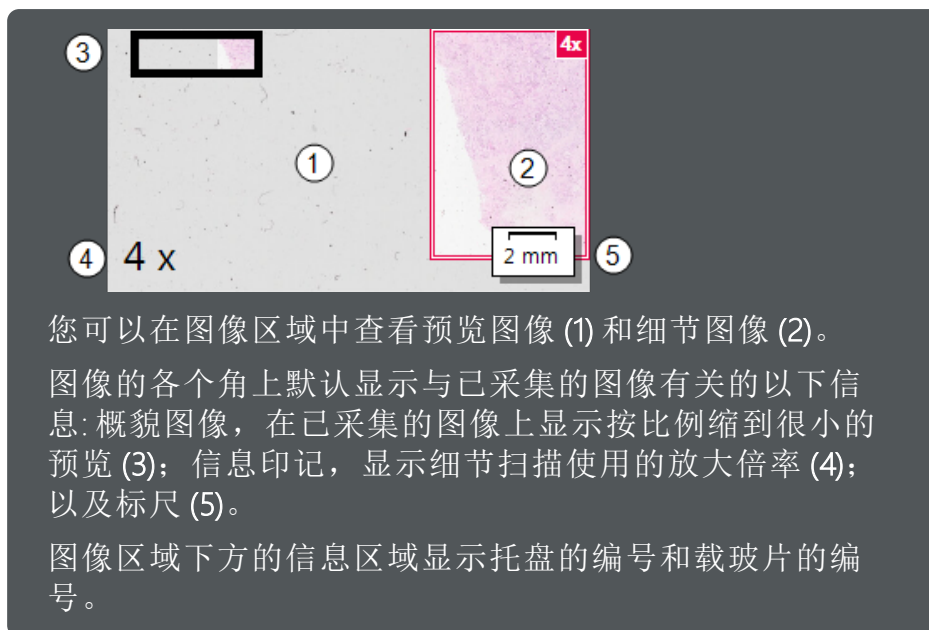 ③
4x
①
②
④
4 x
2 mm
⑤
您可以在图像区域中查看预览图像 (1) 和细节图像 (2)。
图像的各个角上默认显示与已采集的图像有关的以下信
息: 概貌图像，在已采集的图像上显示按比例缩到很小的
预览 (3)；信息印记，显示细节扫描使用的放大倍率 (4)；
以及标尺 (5)。
图像区域下方的信息区域显示托盘的编号和载玻片的编
号。